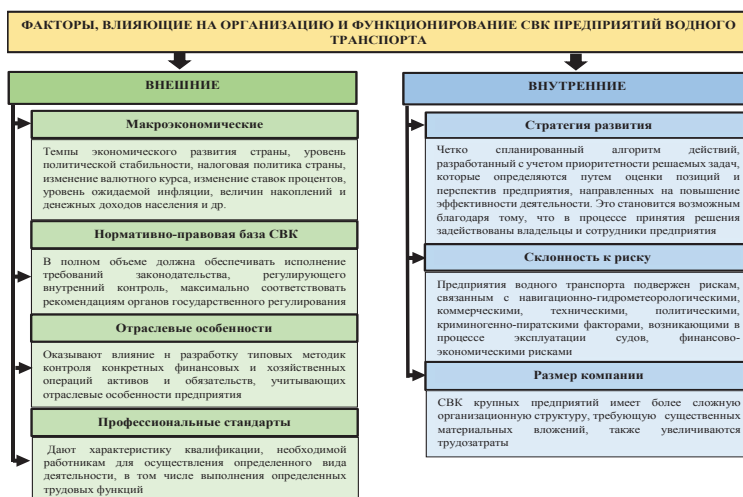 ФАКТОРЫ, ВЛИЯЮЩИЕ НА ОРГАНИЗАЦИЮ И ФУНКЦИОНИРОВАНИЕ СВК ПРЕДПРИЯТИЙ ВОДНОГО
ТРАНСПОРТА
ВНЕШНИЕ
Макроэкономические
Темпы экономического развития страны, уровень
политической стабильности, налоговая политика страны,
изменение валютного курса, изменение ставок процентов,
уровень ожидаемой инфляции, величин накоплений и
денежных доходов населения и др.
Нормативно-правовая база СВК
В полном объеме должна обеспечивать исполнение
требований законодательства, регулирующего
внутренний контроль, максимально соответствовать
рекомендациям органов государственного регулирования
Отраслевые особенности
Оказывают влияние н разработку типовых методик
контроля конкретных финансовых и хозяйственных
операций активов и обязательств, учитывающих
отраслевые особенности предприятия
Профессиональные стандарты
Дают характеристику квалификации, необходимой
работникам для осуществления определенного вида
деятельности, в том числе выполнения определенных
трудовых функций
ВНУТРЕННИЕ
Стратегия развития
Четко спланированный алгоритм действий,
разработанный с учетом приоритетности решаемых задач,
которые определяются путем оценки позиций и
перспектив предприятия, направленных на повышение
эффективности деятельности. Это становится возможным
благодаря тому, что в процессе принятия решения
задействованы владельцы и сотрудники предприятия
Склонность к риску
Предприятия водного транспорта подвержен рискам,
связанным с навигационно-гидрометеорологическими,
коммерческими, техническими, политическими,
криминогенно-пиратскими факторами, возникающими в
процессе эксплуатации судов, финансово-
экономическими рисками
Размер компании
СВК крупных предприятий имеет более сложную
организационную структуру, требующую существенных
материальных вложений, также увеличиваются
трудозатраты